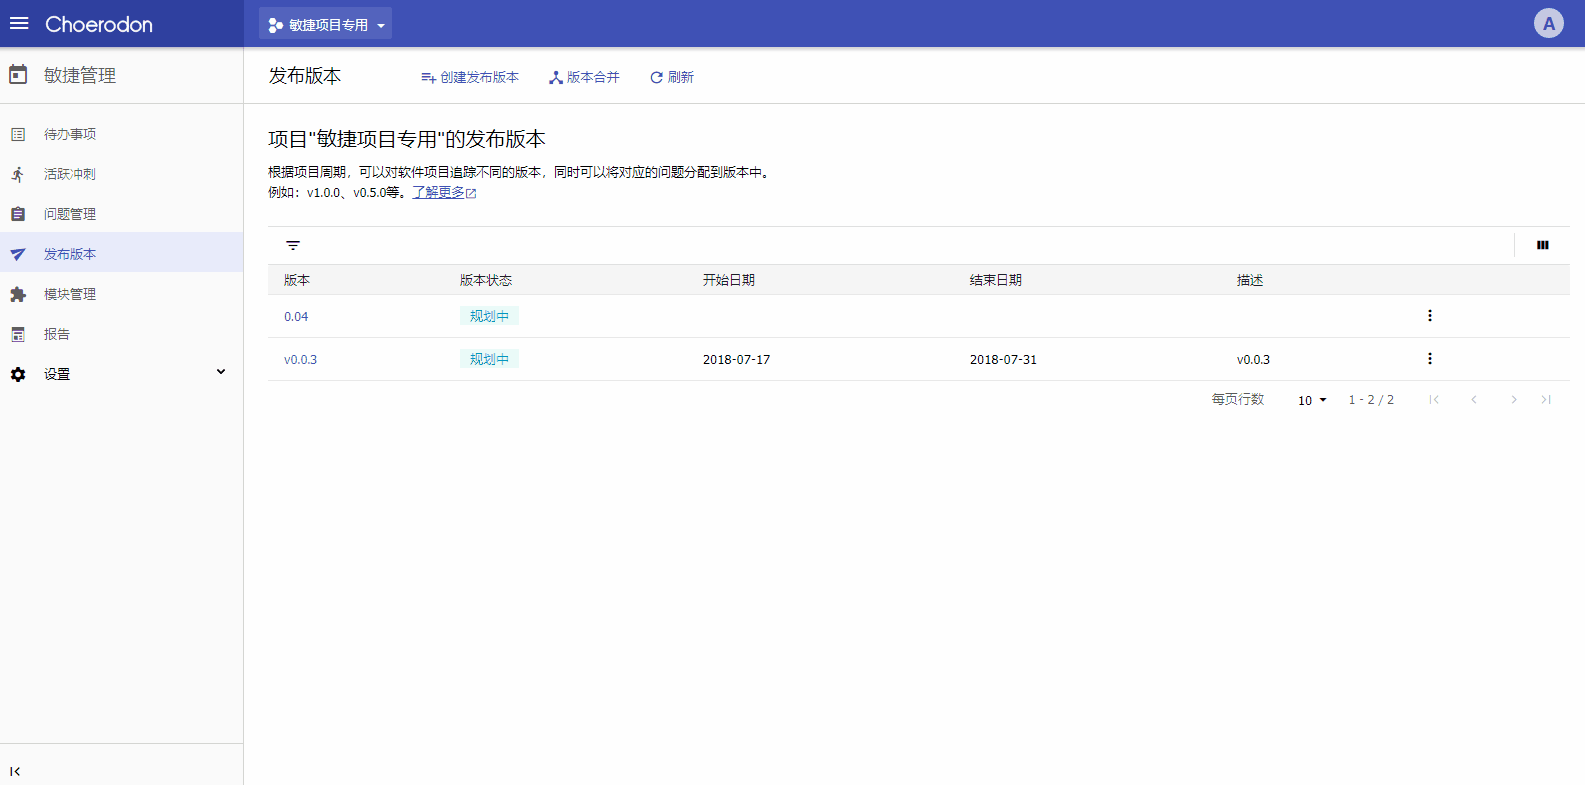 Choerodon
敏捷项目专用
A
敏捷管理
发布版本
创建发布版本
版本合并
刷新
待办事项
活跃冲刺
问题管理
发布版本
模块管理
报告
设置
项目"敏捷项目专用"的发布版本
根据项目周期，可以对软件项目追踪不同的版本，同时可以将对应的问题分配到版本中。
例如：v1.0.0、v0.5.0等。了解更多
版本 版本状态 开始日期 结束日期 描述
0.04 规划中
v0.0.3 规划中 2018-07-17 2018-07-31 v0.0.3
每页行数 10 1 - 2 / 2